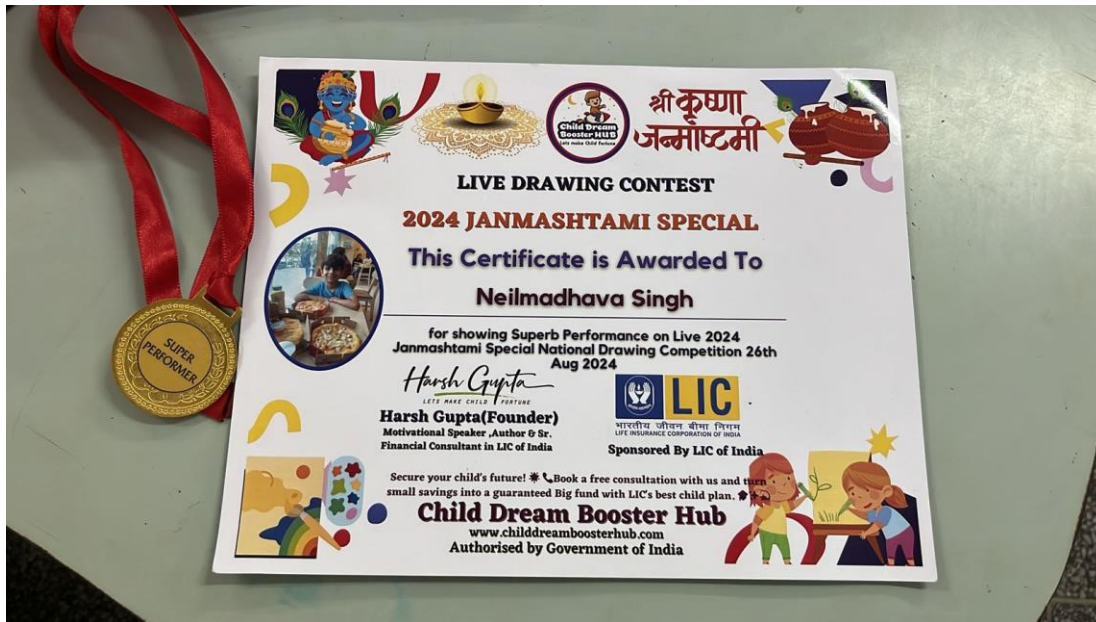 Child Dream
Booster HUB
Lets make Child Fortune
श्री कृष्णा
जन्माष्टमी
LIVE DRAWING CONTEST
2024 JANMASHTAMI SPECIAL
This Certificate is Awarded To
Neilmadhava Singh
for showing Superb Performance on Live 2024
Janmashtami Special National Drawing Competition 26th
Aug 2024
SUPER
PERFORMER
Harsh Gupta
LETS MAKE CHILD FORTUNE
Harsh Gupta(Founder)
Motivational Speaker ,Author & Sr.
Financial Consultant in LIC of India
LIC
भारतीय जीवन बीमा निगम
LIFE INSURANCE CORPORATION OF INDIA
Sponsored By LIC of India
Secure your child's future! Book a free consultation with us and turn
small savings into a guaranteed Big fund with LIC's best child plan.
Child Dream Booster Hub
www.childdreamboosterhub.com
Authorised by Government of India